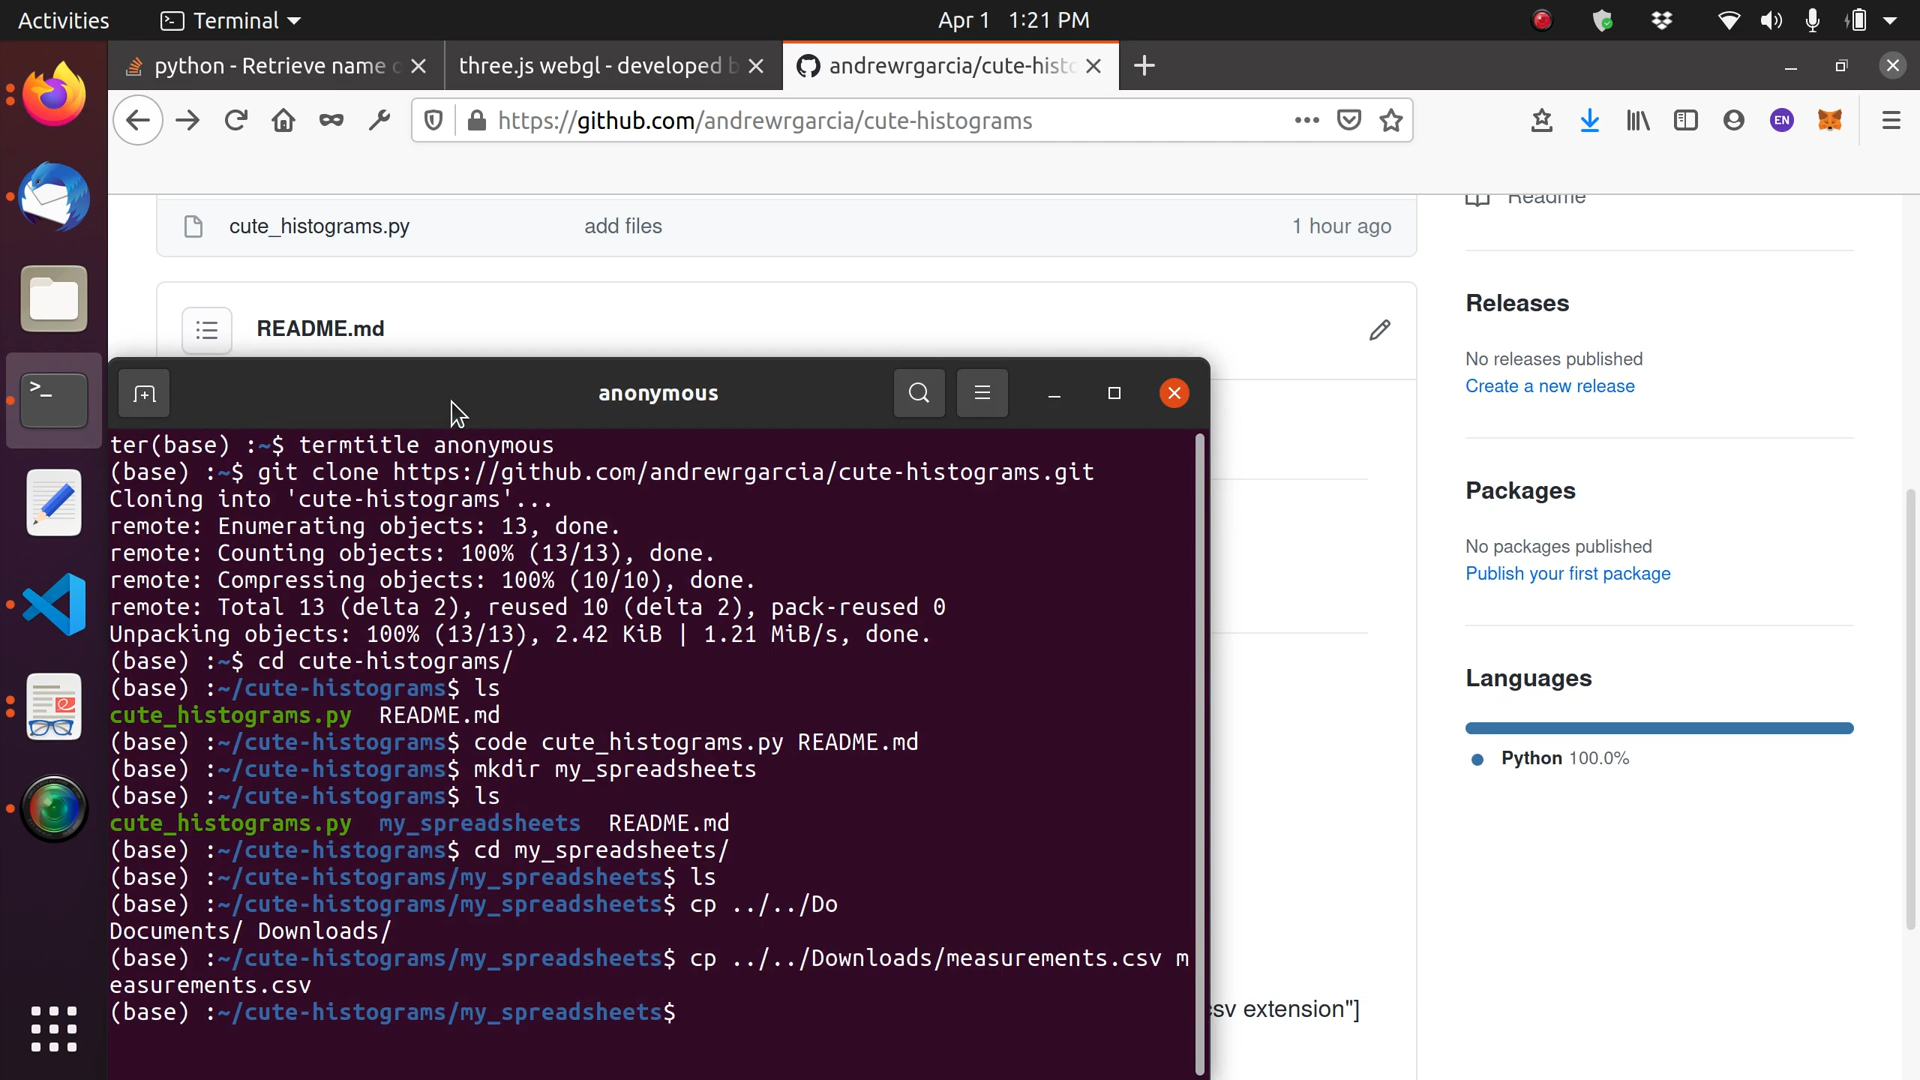 Activities
Terminal
Apr 1 1:21 PM
python - Retrieve name
three.js webgl - developed
andrewrgarcia/cute-histo
https://github.com/andrewrgarcia/cute-histograms
EN
Readme
cute_histograms.py
add files
1 hour ago
README.md
Releases
No releases published
Create a new release
Packages
No packages published
Publish your first package
Languages
Python 100.0%
anonymous
ter(base) :~$ termtitle anonymous
(base) :~$ git clone https://github.com/andrewrgarcia/cute-histograms.git
Cloning into 'cute-histograms'...
remote: Enumerating objects: 13, done.
remote: Counting objects: 100% (13/13), done.
remote: Compressing objects: 100% (10/10), done.
remote: Total 13 (delta 2), reused 10 (delta 2), pack-reused 0
Unpacking objects: 100% (13/13), 2.42 KiB | 1.21 MiB/s, done.
(base) :~$ cd cute-histograms/
(base) :~/cute-histograms$ ls
cute_histograms.py README.md
(base) :~/cute-histograms$ code cute_histograms.py README.md
(base) :~/cute-histograms$ mkdir my_spreadsheets
(base) :~/cute-histograms$ ls
cute_histograms.py my_spreadsheets README.md
(base) :~/cute-histograms$ cd my_spreadsheets/
(base) :~/cute-histograms/my_spreadsheets$ ls
(base) :~/cute-histograms/my_spreadsheets$ cp ../../Do
Documents/ Downloads/
(base) :~/cute-histograms/my_spreadsheets$ cp ../../Downloads/measurements.csv m
easurements.csv
(base) :~/cute-histograms/my_spreadsheets$
sv extension"]